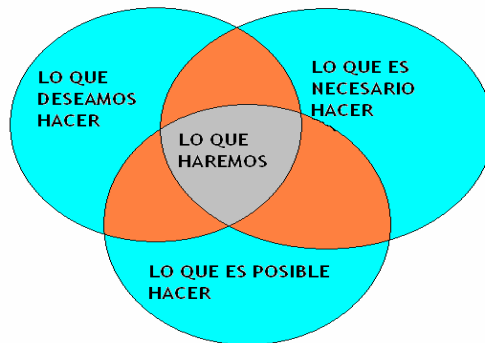 LO QUE
DESEAMOS
HACER
LO QUE ES
NECESARIO
HACER
LO QUE
HAREMOS
LO QUE ES POSIBLE
HACER